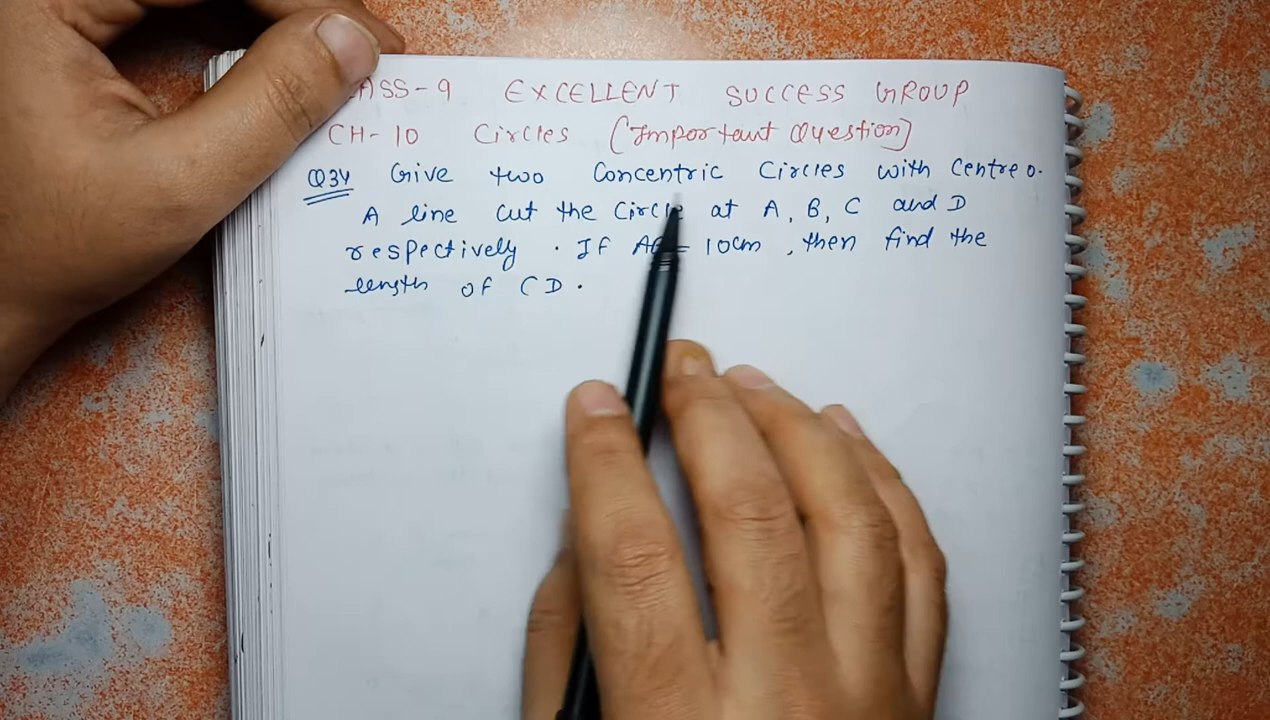 ASS-9 EXCELLENT SUCCESS GROUP
CH-10 Circles (Important Question)
Q34 Give two Concentric Circles with Centre O.
A line cut the Circle at A, B, C and D
respectively. If = 10cm, then find the
length of CD.